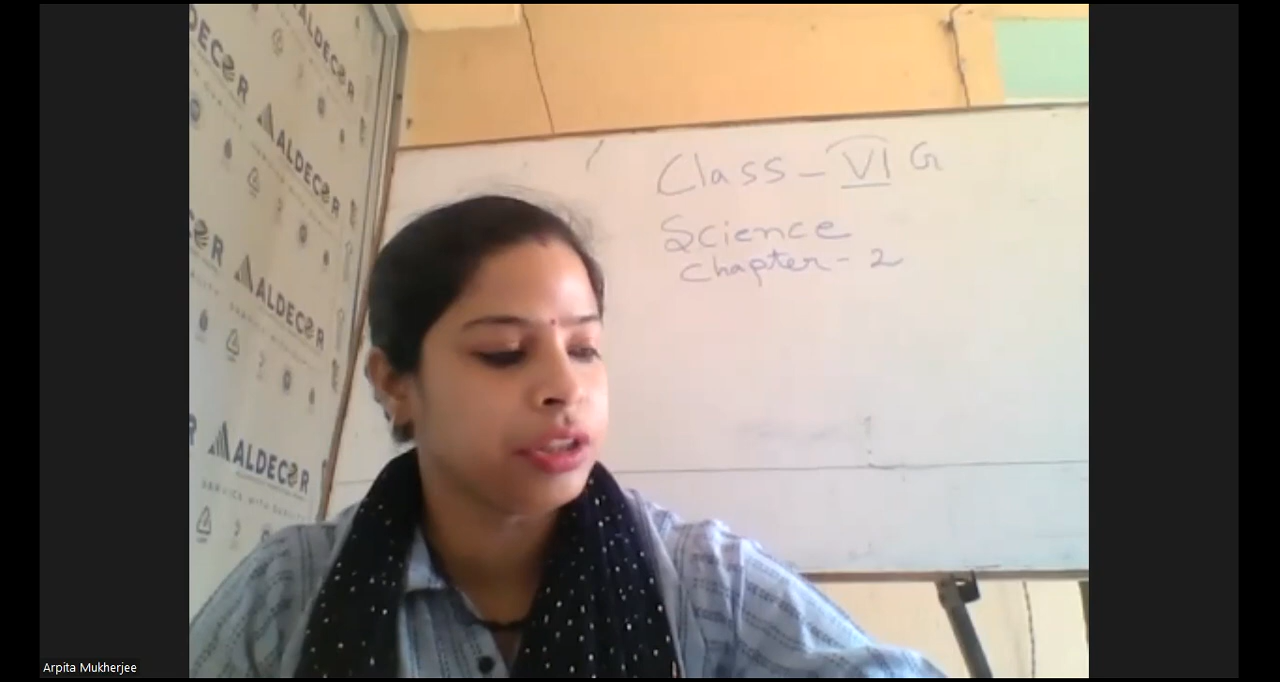 Class - VI G
Science
Chapter - 2
ALDECOR
ALDECOR
ALDECOR
ALDECOR
ALDECOR
Arpita Mukherjee